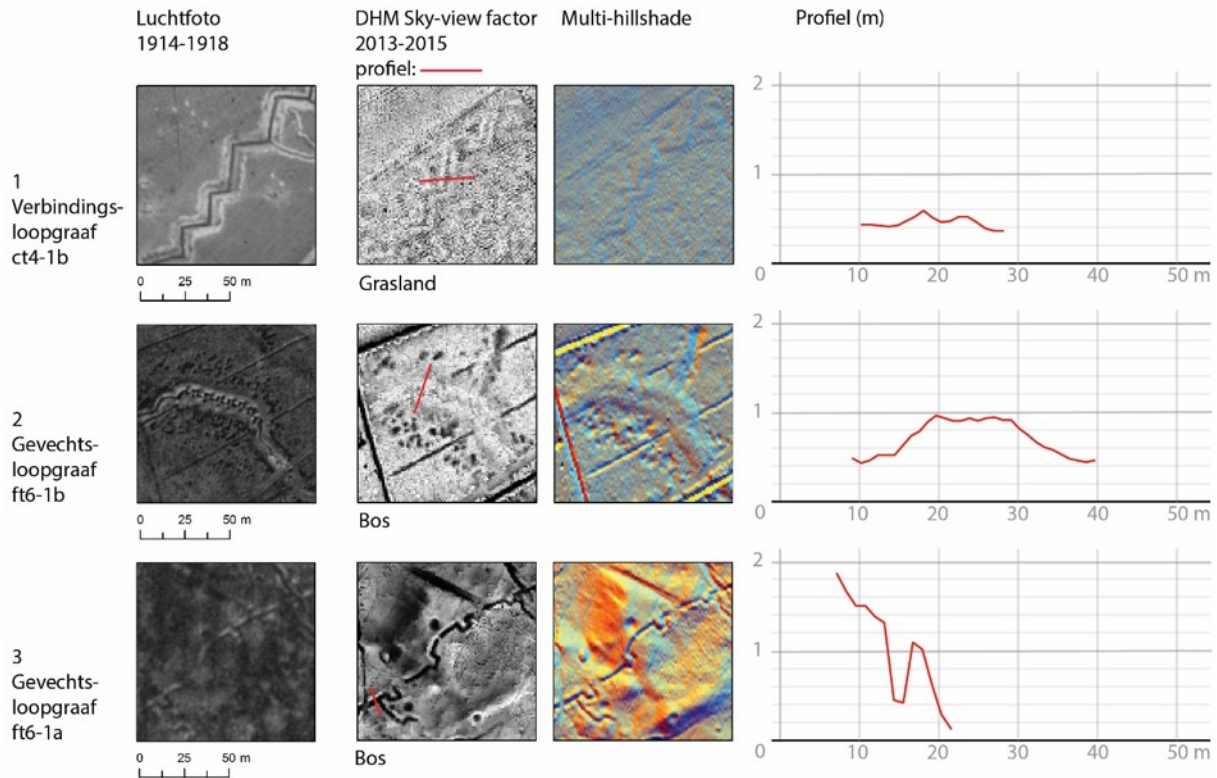 Luchtfoto
1914-1918
DHM Sky-view factor
2013-2015
profiel:
Multi-hillshade
Profiel (m)
1
Verbindings-
loopgraaf
ct4-1b
0 25 50 m
Grasland
2
1
0 10 20 30 40 50 m
2
Gevechts-
loopgraaf
ft6-1b
0 25 50 m
Bos
2
1
0 10 20 30 40 50 m
3
Gevechts-
loopgraaf
ft6-1a
0 25 50 m
Bos
2
1
0 10 20 30 40 50 m